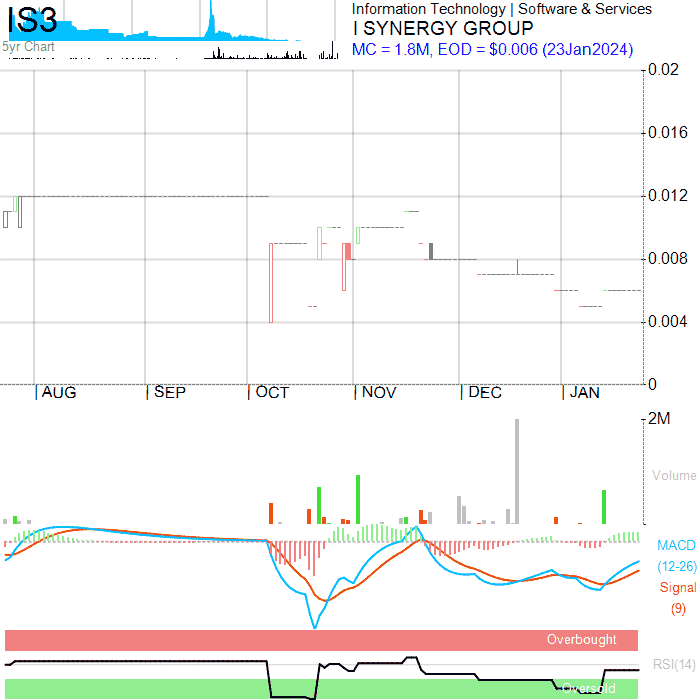 IS3
5yr Chart
Information Technology | Software & Services
I SYNERGY GROUP
MC = 1.8M, EOD = $0.006 (23Jan2024)
0.02
0.016
0.012
0.008
0.004
0
AUG SEP OCT NOV DEC JAN
2M
Volume
MACD
(12-26)
Signal
(9)
Overbought
RSI(14)
Oversold